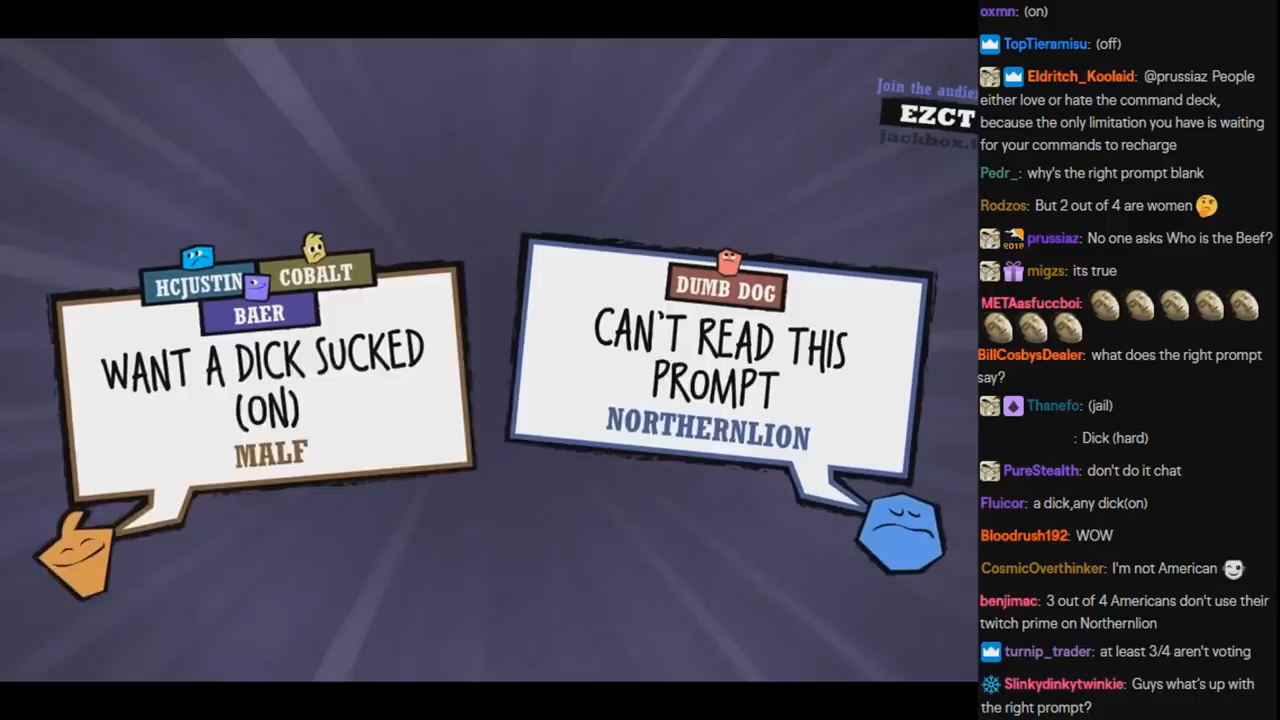 Join the audien
EZCT
jackbox.t
HCJUSTIN
COBALT
BAER
WANT A DICK SUCKED
(ON)
MALF
DUMB DOG
CAN'T READ THIS
PROMPT
NORTHERNLION
oxmn: (on)
TopTieramisu: (off)
Eldritch_Koolaid: @prussiaz People
either love or hate the command deck,
because the only limitation you have is waiting
for your commands to recharge
Pedr_: why's the right prompt blank
Rodzos: But 2 out of 4 are women
2018 prussiaz: No one asks Who is the Beef?
migzs: its true
METAasfuccboi:
BillCosbysDealer: what does the right prompt
say?
Thanefo: (jail)
: Dick (hard)
PureStealth: don't do it chat
Fluicor: a dick,any dick(on)
Bloodrush192: WOW
CosmicOverthinker: I'm not American
benjimac: 3 out of 4 Americans don't use their
twitch prime on Northernlion
turnip_trader: at least 3/4 aren't voting
Slinkydinkytwinkie: Guys what's up with
the right prompt?